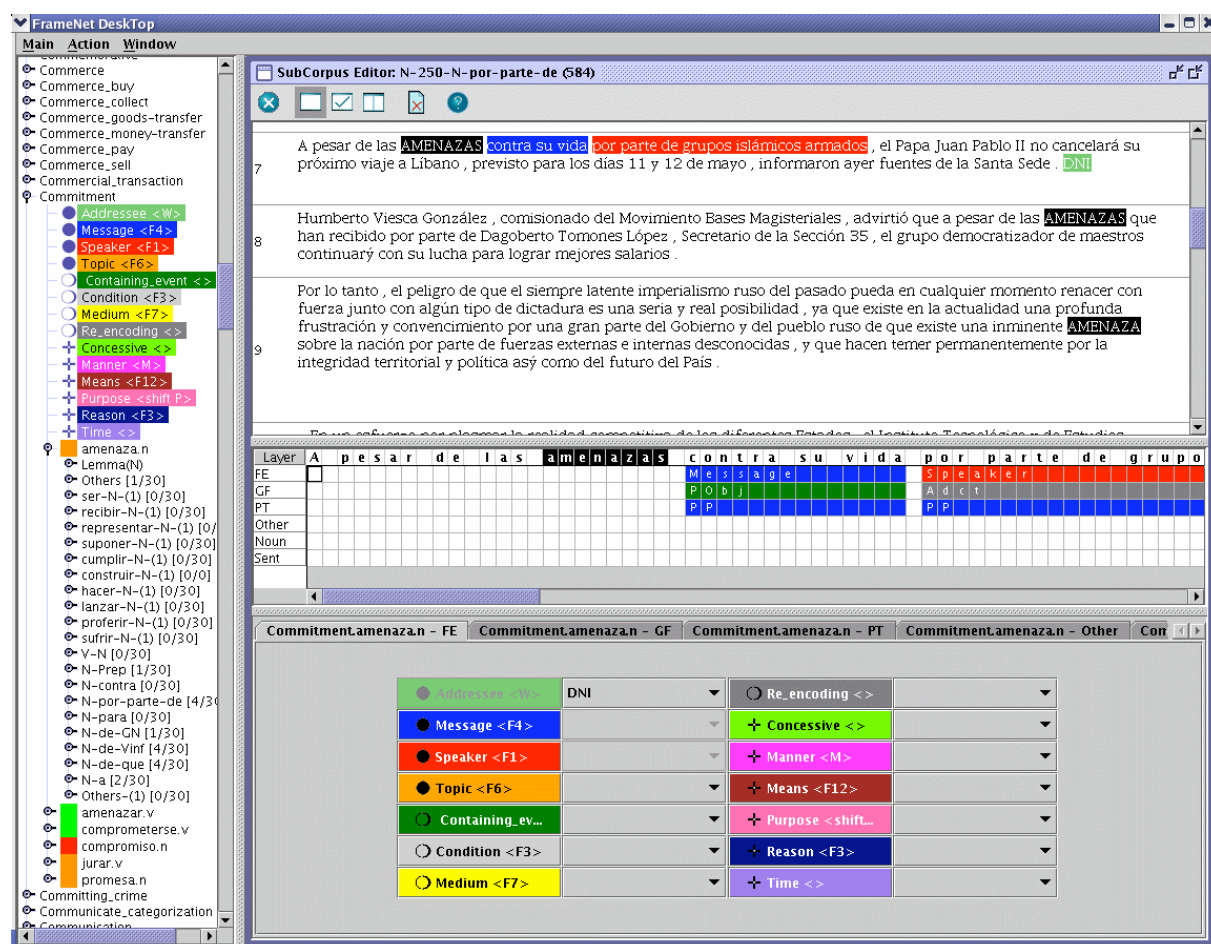 FrameNet DeskTop
Main Action Window
Commerce
Commerce_buy
Commerce_collect
Commerce_goods-transfer
Commerce_money-transfer
Commerce_pay
Commerce_sell
Commercial_transaction
Commitment
Addressee <W>
Message <F4>
Speaker <F1>
Topic <F6>
Containing_event <>
Condition <F3>
Medium <F7>
Re_encoding <>
Concessive <>
Manner <M>
Means <F12>
Purpose <shift P>
Reason <F3>
Time <>
amenaza.n
Lemma(N)
Others [1/30]
ser-N-(1) [0/30]
recibir-N-(1) [0/30]
representar-N-(1) [0/
suponer-N-(1) [0/30]
cumplir-N-(1) [0/30]
construir-N-(1) [0/0]
hacer-N-(1) [0/30]
lanzar-N-(1) [0/30]
proferir-N-(1) [0/30]
sufrir-N-(1) [0/30]
V-N [0/30]
N-Prep [1/30]
N-contra [0/30]
N-por-parte-de [4/30
N-para [0/30]
N-de-GN [1/30]
N-de-Vinf [4/30]
N-de-que [4/30]
N-a [2/30]
Others-(1) [0/30]
amenazar.v
comprometerse.v
compromiso.n
jurar.v
promesa.n
Committing_crime
Communicate_categorization
Communication
SubCorpus Editor: N-250-N-por-parte-de (584)
7
A pesar de las AMENAZAS contra su vida por parte de grupos islámicos armados , el Papa Juan Pablo II no cancelará su
próximo viaje a Líbano , previsto para los días 11 y 12 de mayo , informaron ayer fuentes de la Santa Sede . DNI
8
Humberto Viesca González , comisionado del Movimiento Bases Magisteriales , advirtió que a pesar de las AMENAZAS que
han recibido por parte de Dagoberto Tomones López , Secretario de la Sección 35 , el grupo democratizador de maestros
continuarý con su lucha para lograr mejores salarios .
9
Por lo tanto , el peligro de que el siempre latente imperialismo ruso del pasado pueda en cualquier momento renacer con
fuerza junto con algún tipo de dictadura es una seria y real posibilidad , ya que existe en la actualidad una profunda
frustración y convencimiento por una gran parte del Gobierno y del pueblo ruso de que existe una inminente AMENAZA
sobre la nación por parte de fuerzas externas e internas desconocidas , y que hacen temer permanentemente por la
integridad territorial y política asý como del futuro del País .
Layer A pesar de las amenazas contra su vida por parte de grupo
FE Message Speaker
GF PObj Adct
PT PP PP
Other
Noun
Sent
Commitment.amenaza.n - FE Commitment.amenaza.n - GF Commitment.amenaza.n - PT Commitment.amenaza.n - Other Com
Addressee <W> DNI Re_encoding <>
Message <F4> Concessive <>
Speaker <F1> Manner <M>
Topic <F6> Means <F12>
Containing_ev... Purpose <shift...
Condition <F3> Reason <F3>
Medium <F7> Time <>